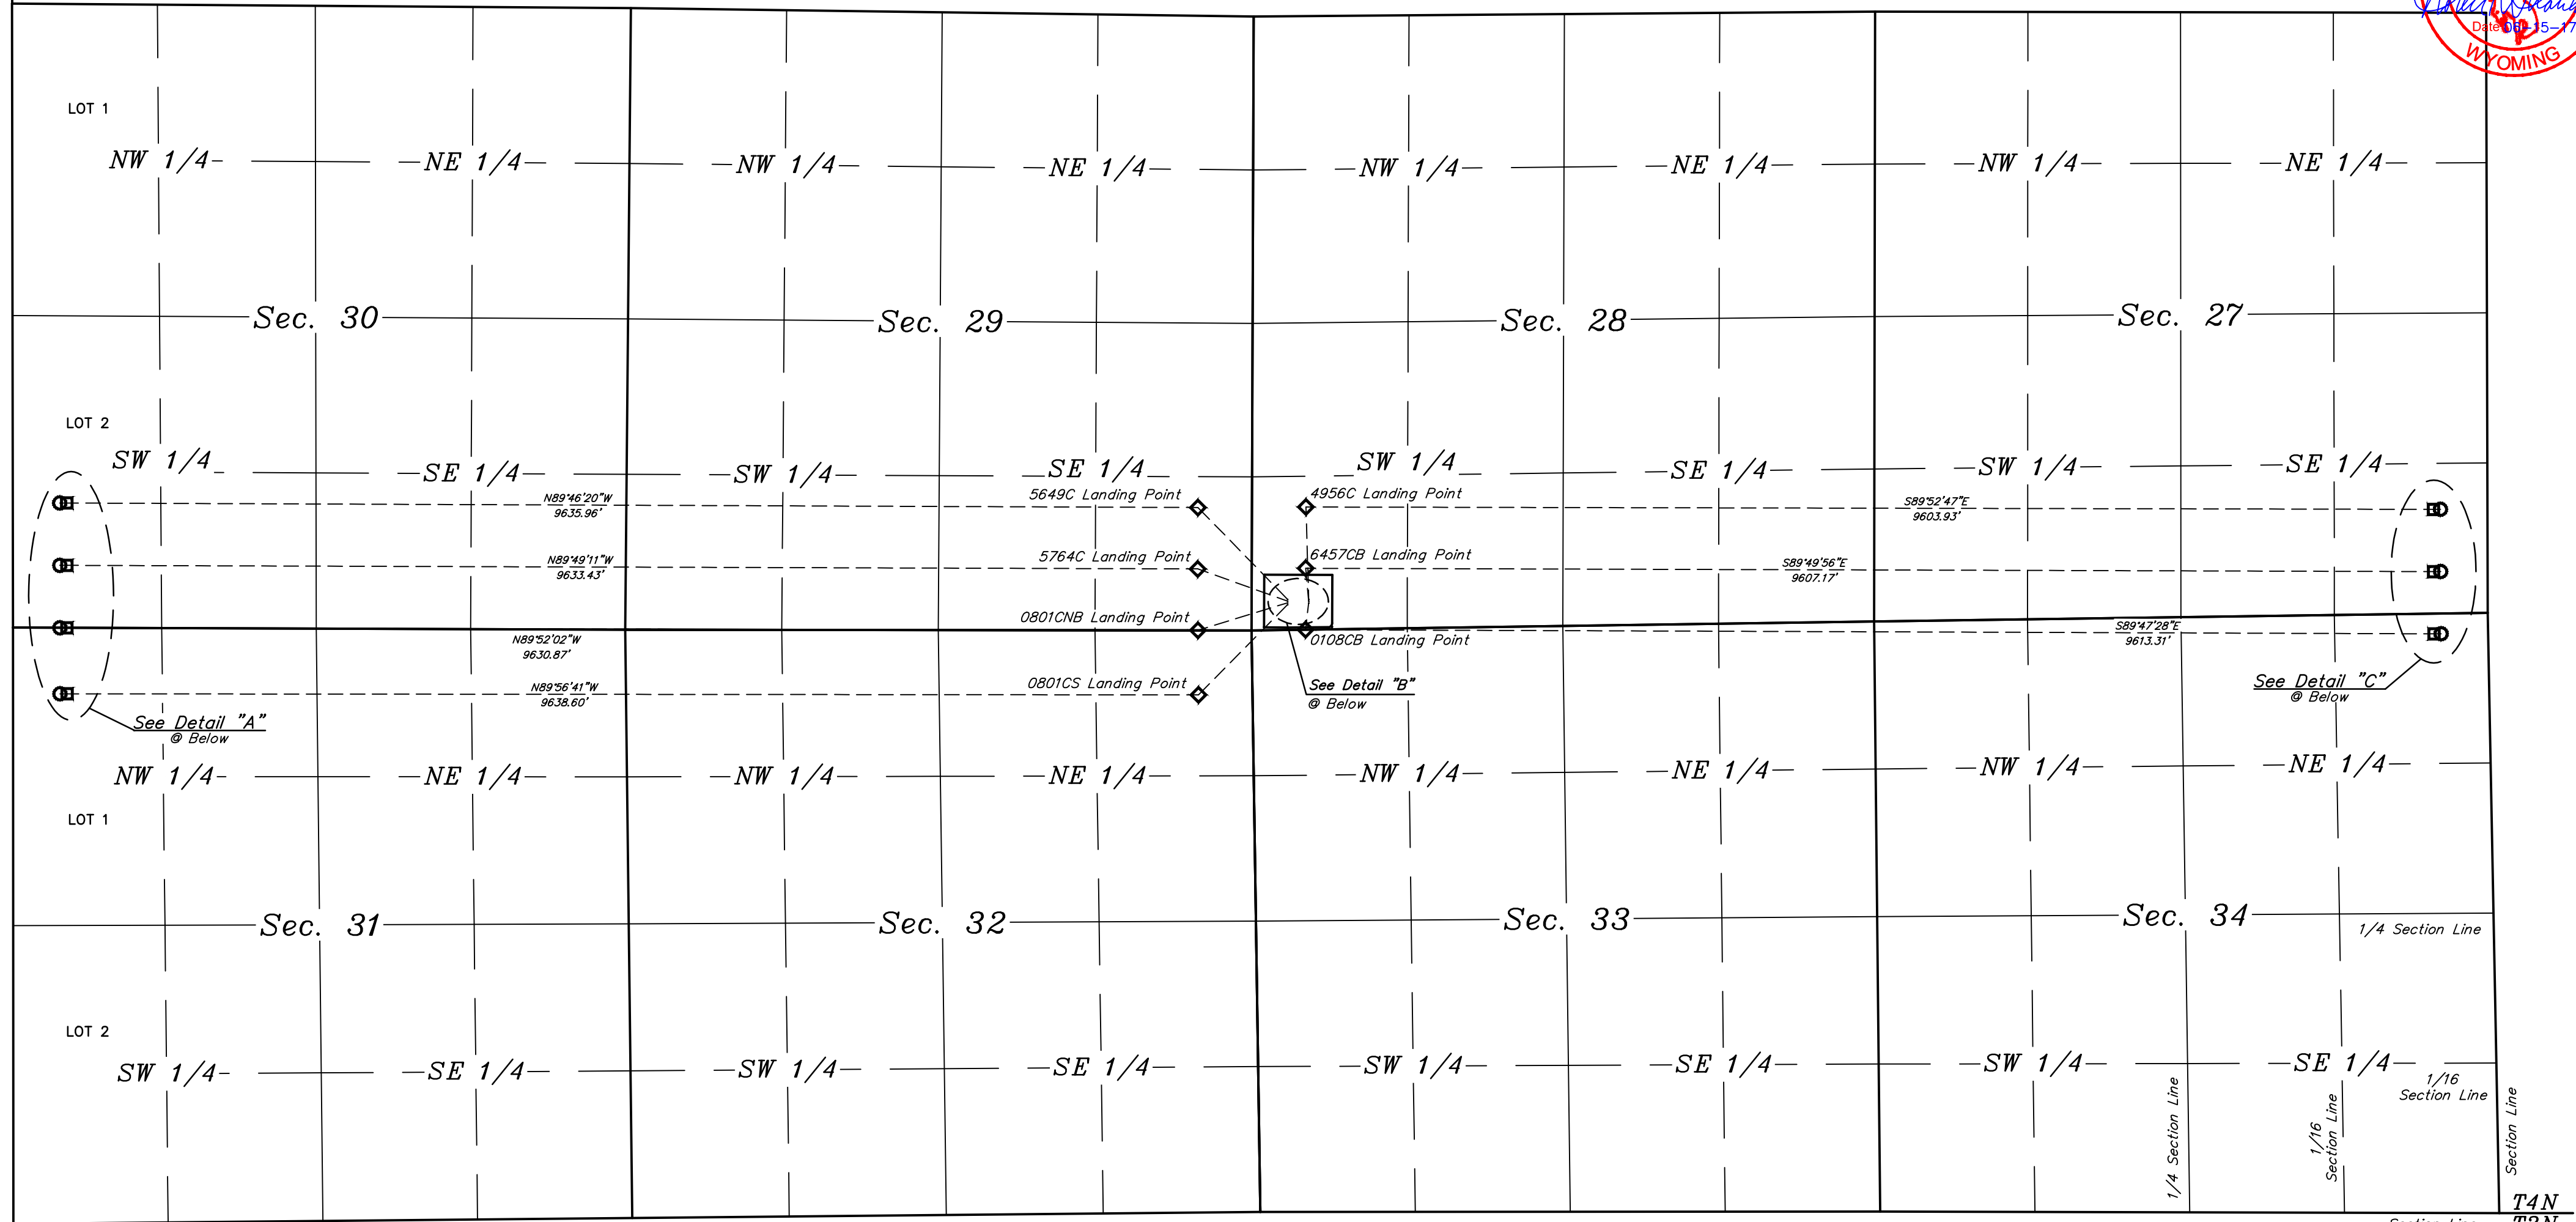 Date 08-15-17
WYOMING
LOT 1
NW 1/4
NE 1/4
NW 1/4
NE 1/4
NW 1/4
NE 1/4
NW 1/4
NE 1/4
Sec. 30
Sec. 29
Sec. 28
Sec. 27
LOT 2
SW 1/4
SE 1/4
SW 1/4
SE 1/4
SW 1/4
SE 1/4
SW 1/4
SE 1/4
N89°46'20"W
9635.96'
5649C Landing Point
4956C Landing Point
S89°52'47"E
9603.93'
N89°49'11"W
9633.43'
5764C Landing Point
6457CB Landing Point
S89°49'56"E
9607.17'
0801CNB Landing Point
N89°52'02"W
9630.87'
0108CB Landing Point
S89°47'28"E
9613.31'
N89°56'41"W
9638.60'
0801CS Landing Point
See Detail "A"
@ Below
See Detail "B"
@ Below
See Detail "C"
@ Below
NW 1/4
NE 1/4
NW 1/4
NE 1/4
NW 1/4
NE 1/4
NW 1/4
NE 1/4
LOT 1
Sec. 31
Sec. 32
Sec. 33
Sec. 34
1/4 Section Line
LOT 2
SW 1/4
SE 1/4
SW 1/4
SE 1/4
SW 1/4
SE 1/4
SW 1/4
SE 1/4
1/16
Section Line
1/4 Section Line
1/16
Section Line
Section Line
T4N